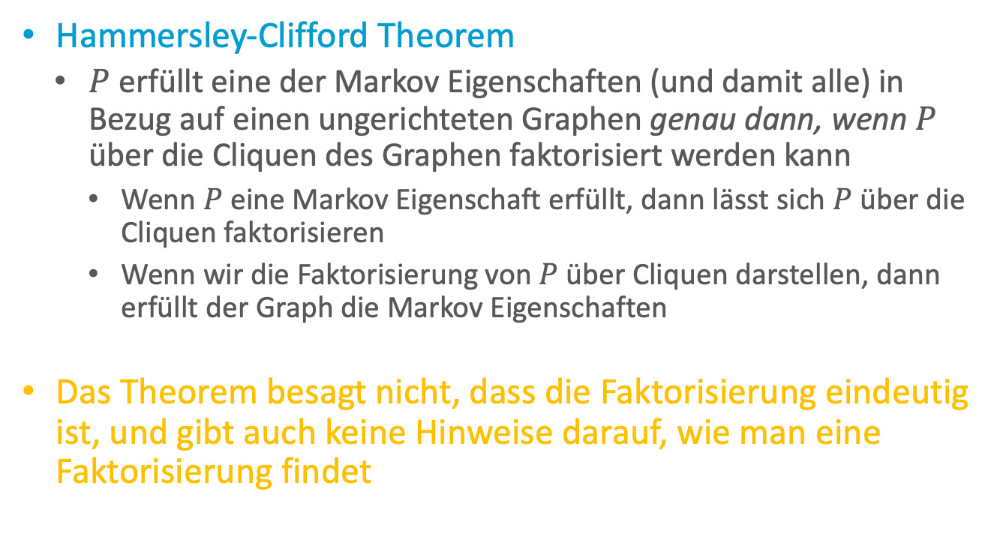 • Hammersley-Clifford Theorem
• P erfüllt eine der Markov Eigenschaften (und damit alle) in
Bezug auf einen ungerichteten Graphen genau dann, wenn P
über die Cliquen des Graphen faktorisiert werden kann
• Wenn P eine Markov Eigenschaft erfüllt, dann lässt sich P über die
Cliquen faktorisieren
• Wenn wir die Faktorisierung von P über Cliquen darstellen, dann
erfüllt der Graph die Markov Eigenschaften
• Das Theorem besagt nicht, dass die Faktorisierung eindeutig
ist, und gibt auch keine Hinweise darauf, wie man eine
Faktorisierung findet